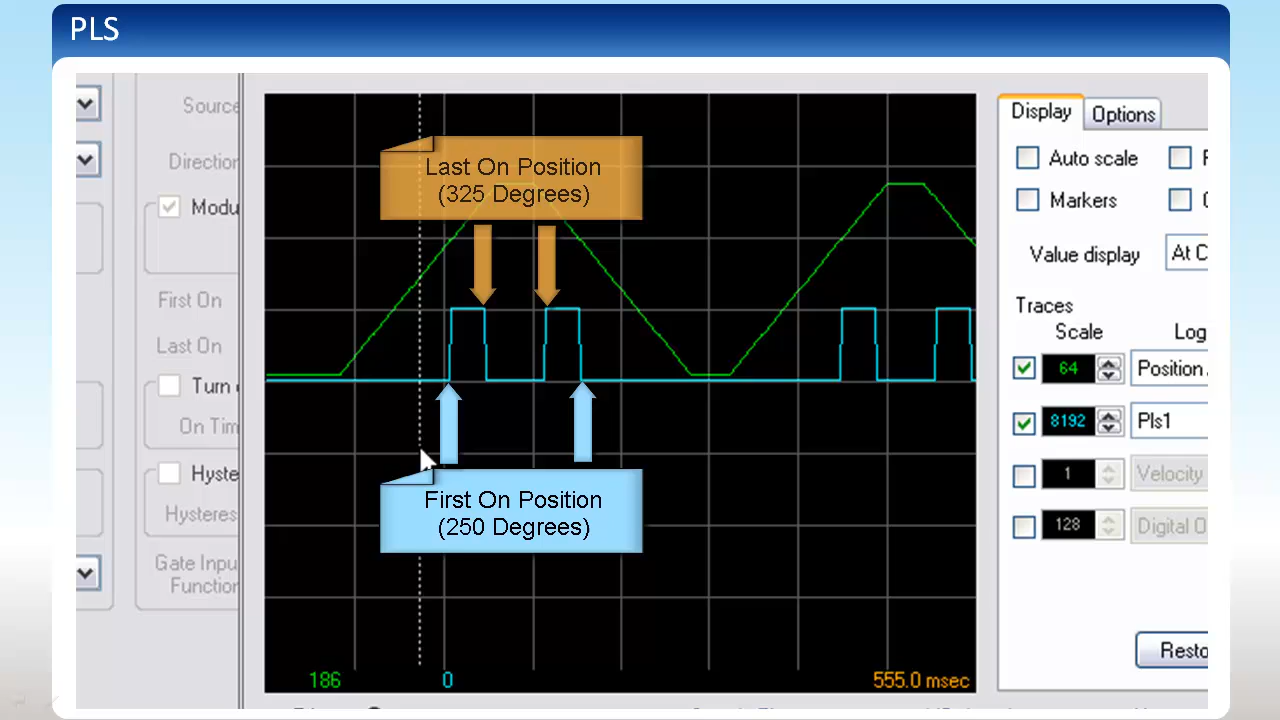 PLS
Source
Direction
Modu
First On
Last On
Turn
On Tim
Hyste
Hysteres
Gate Inpu
Function
Last On Position
(325 Degrees)
First On Position
(250 Degrees)
186
0
555.0 msec
Display
Options
Auto scale
Markers
Value display
At C
Traces
Scale
Log
64
Position
8192
Pls1
1
Velocity
128
Digital O
Resto